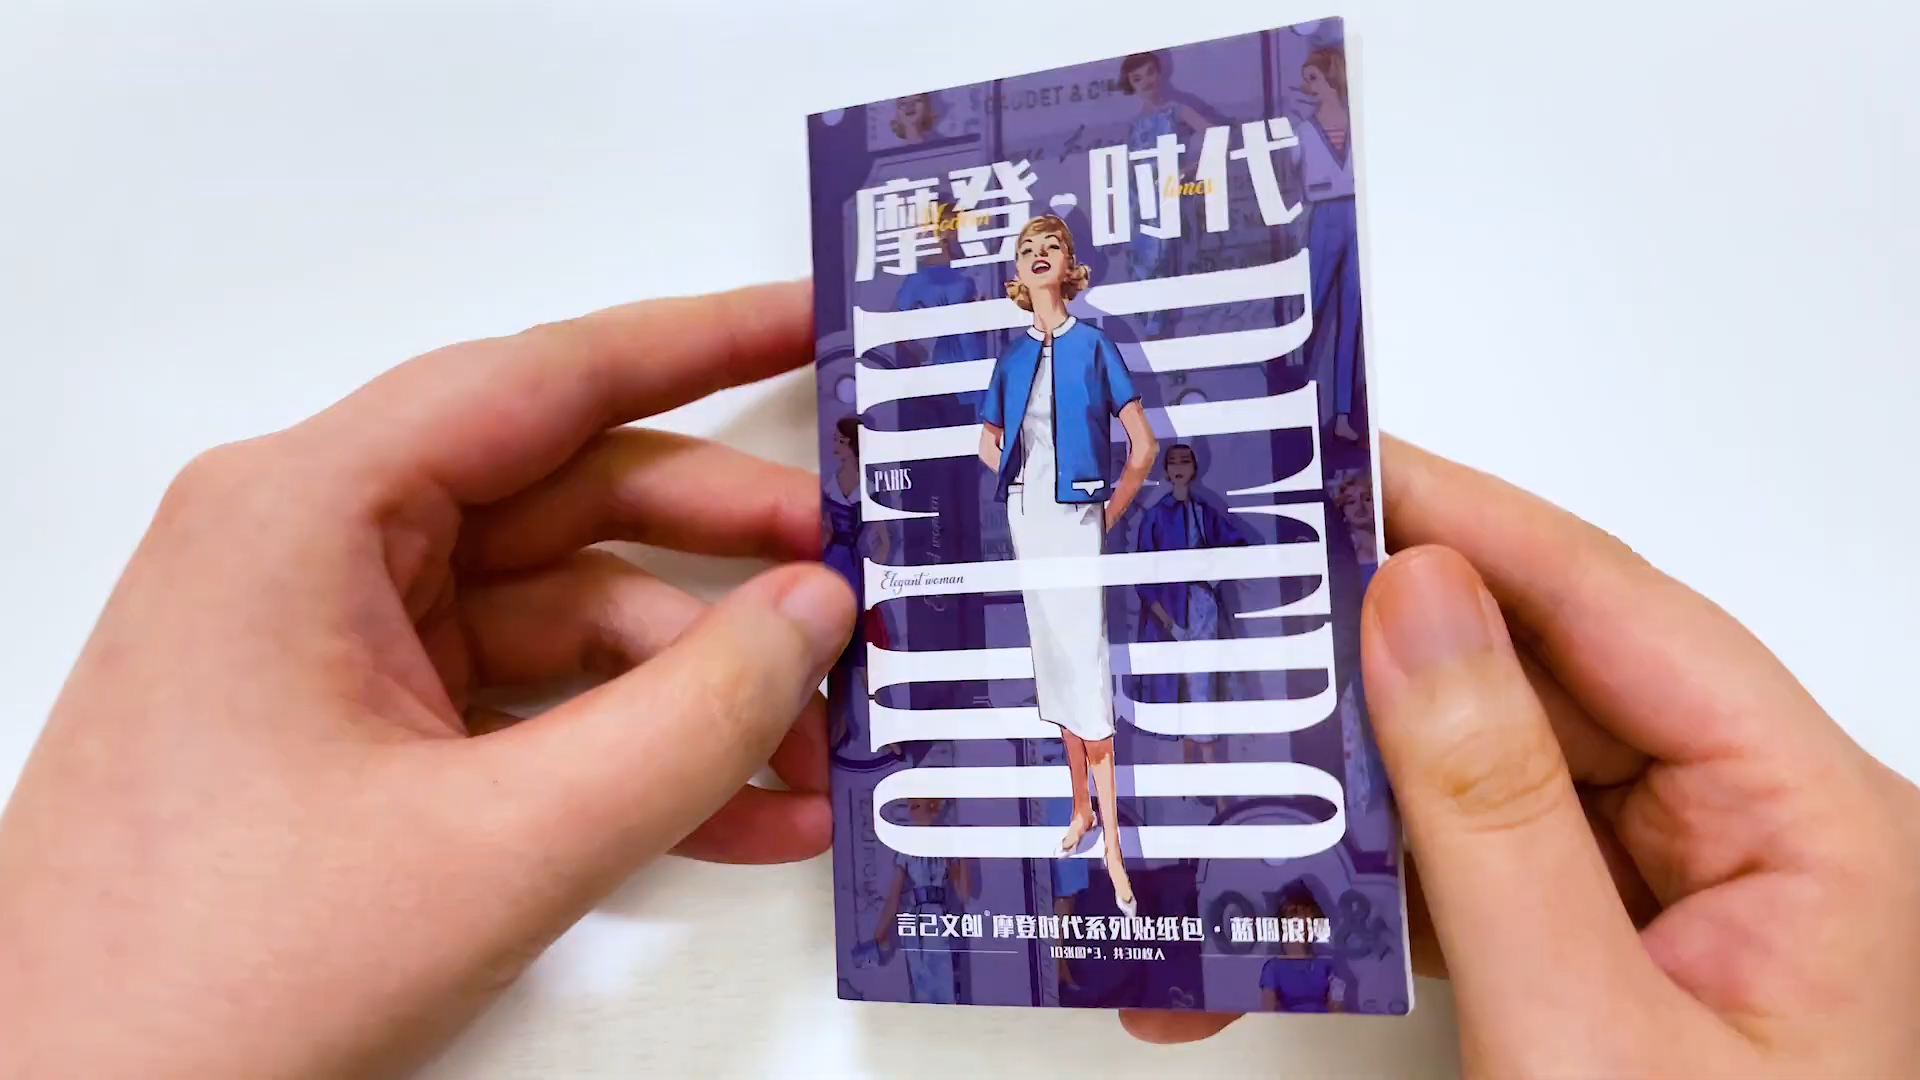 摩登·时代
Modern
times
RETRO
PARIS
Elegant woman
言己文创®摩登时代系列贴纸包·蓝调浪漫
10张图*3，共30枚入